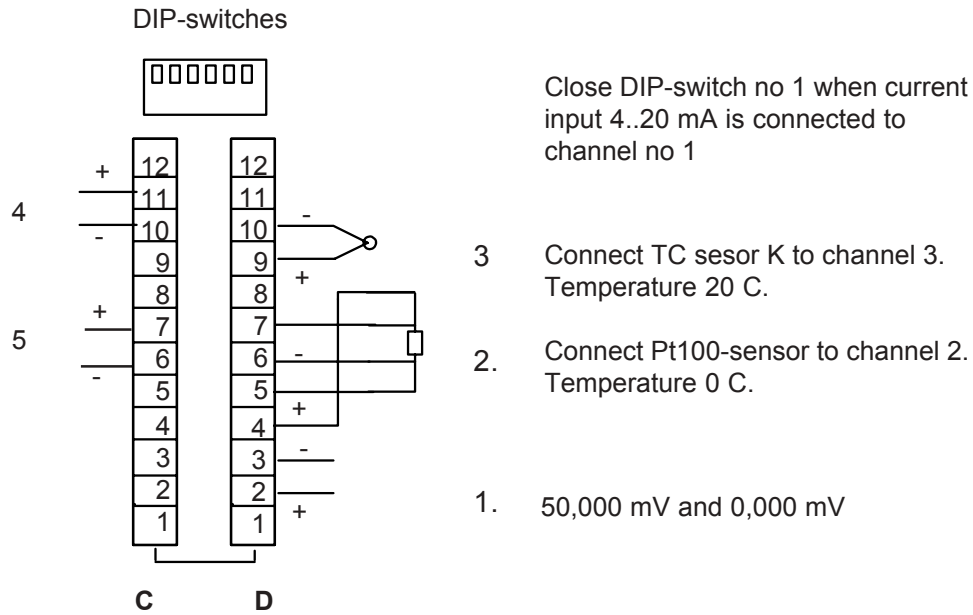 DIP-switches
Close DIP-switch no 1 when current
input 4..20 mA is connected to
channel no 1
12 12
+
11 11
4
10 10
-
-
9 9
+
3 Connect TC sesor K to channel 3.
Temperature 20 C.
8 8
+
7 7
5
6 6
-
-
2. Connect Pt100-sensor to channel 2.
Temperature 0 C.
5 5
+
4 4
3 3
-
2 2
+
1. 50,000 mV and 0,000 mV
1 1
C D